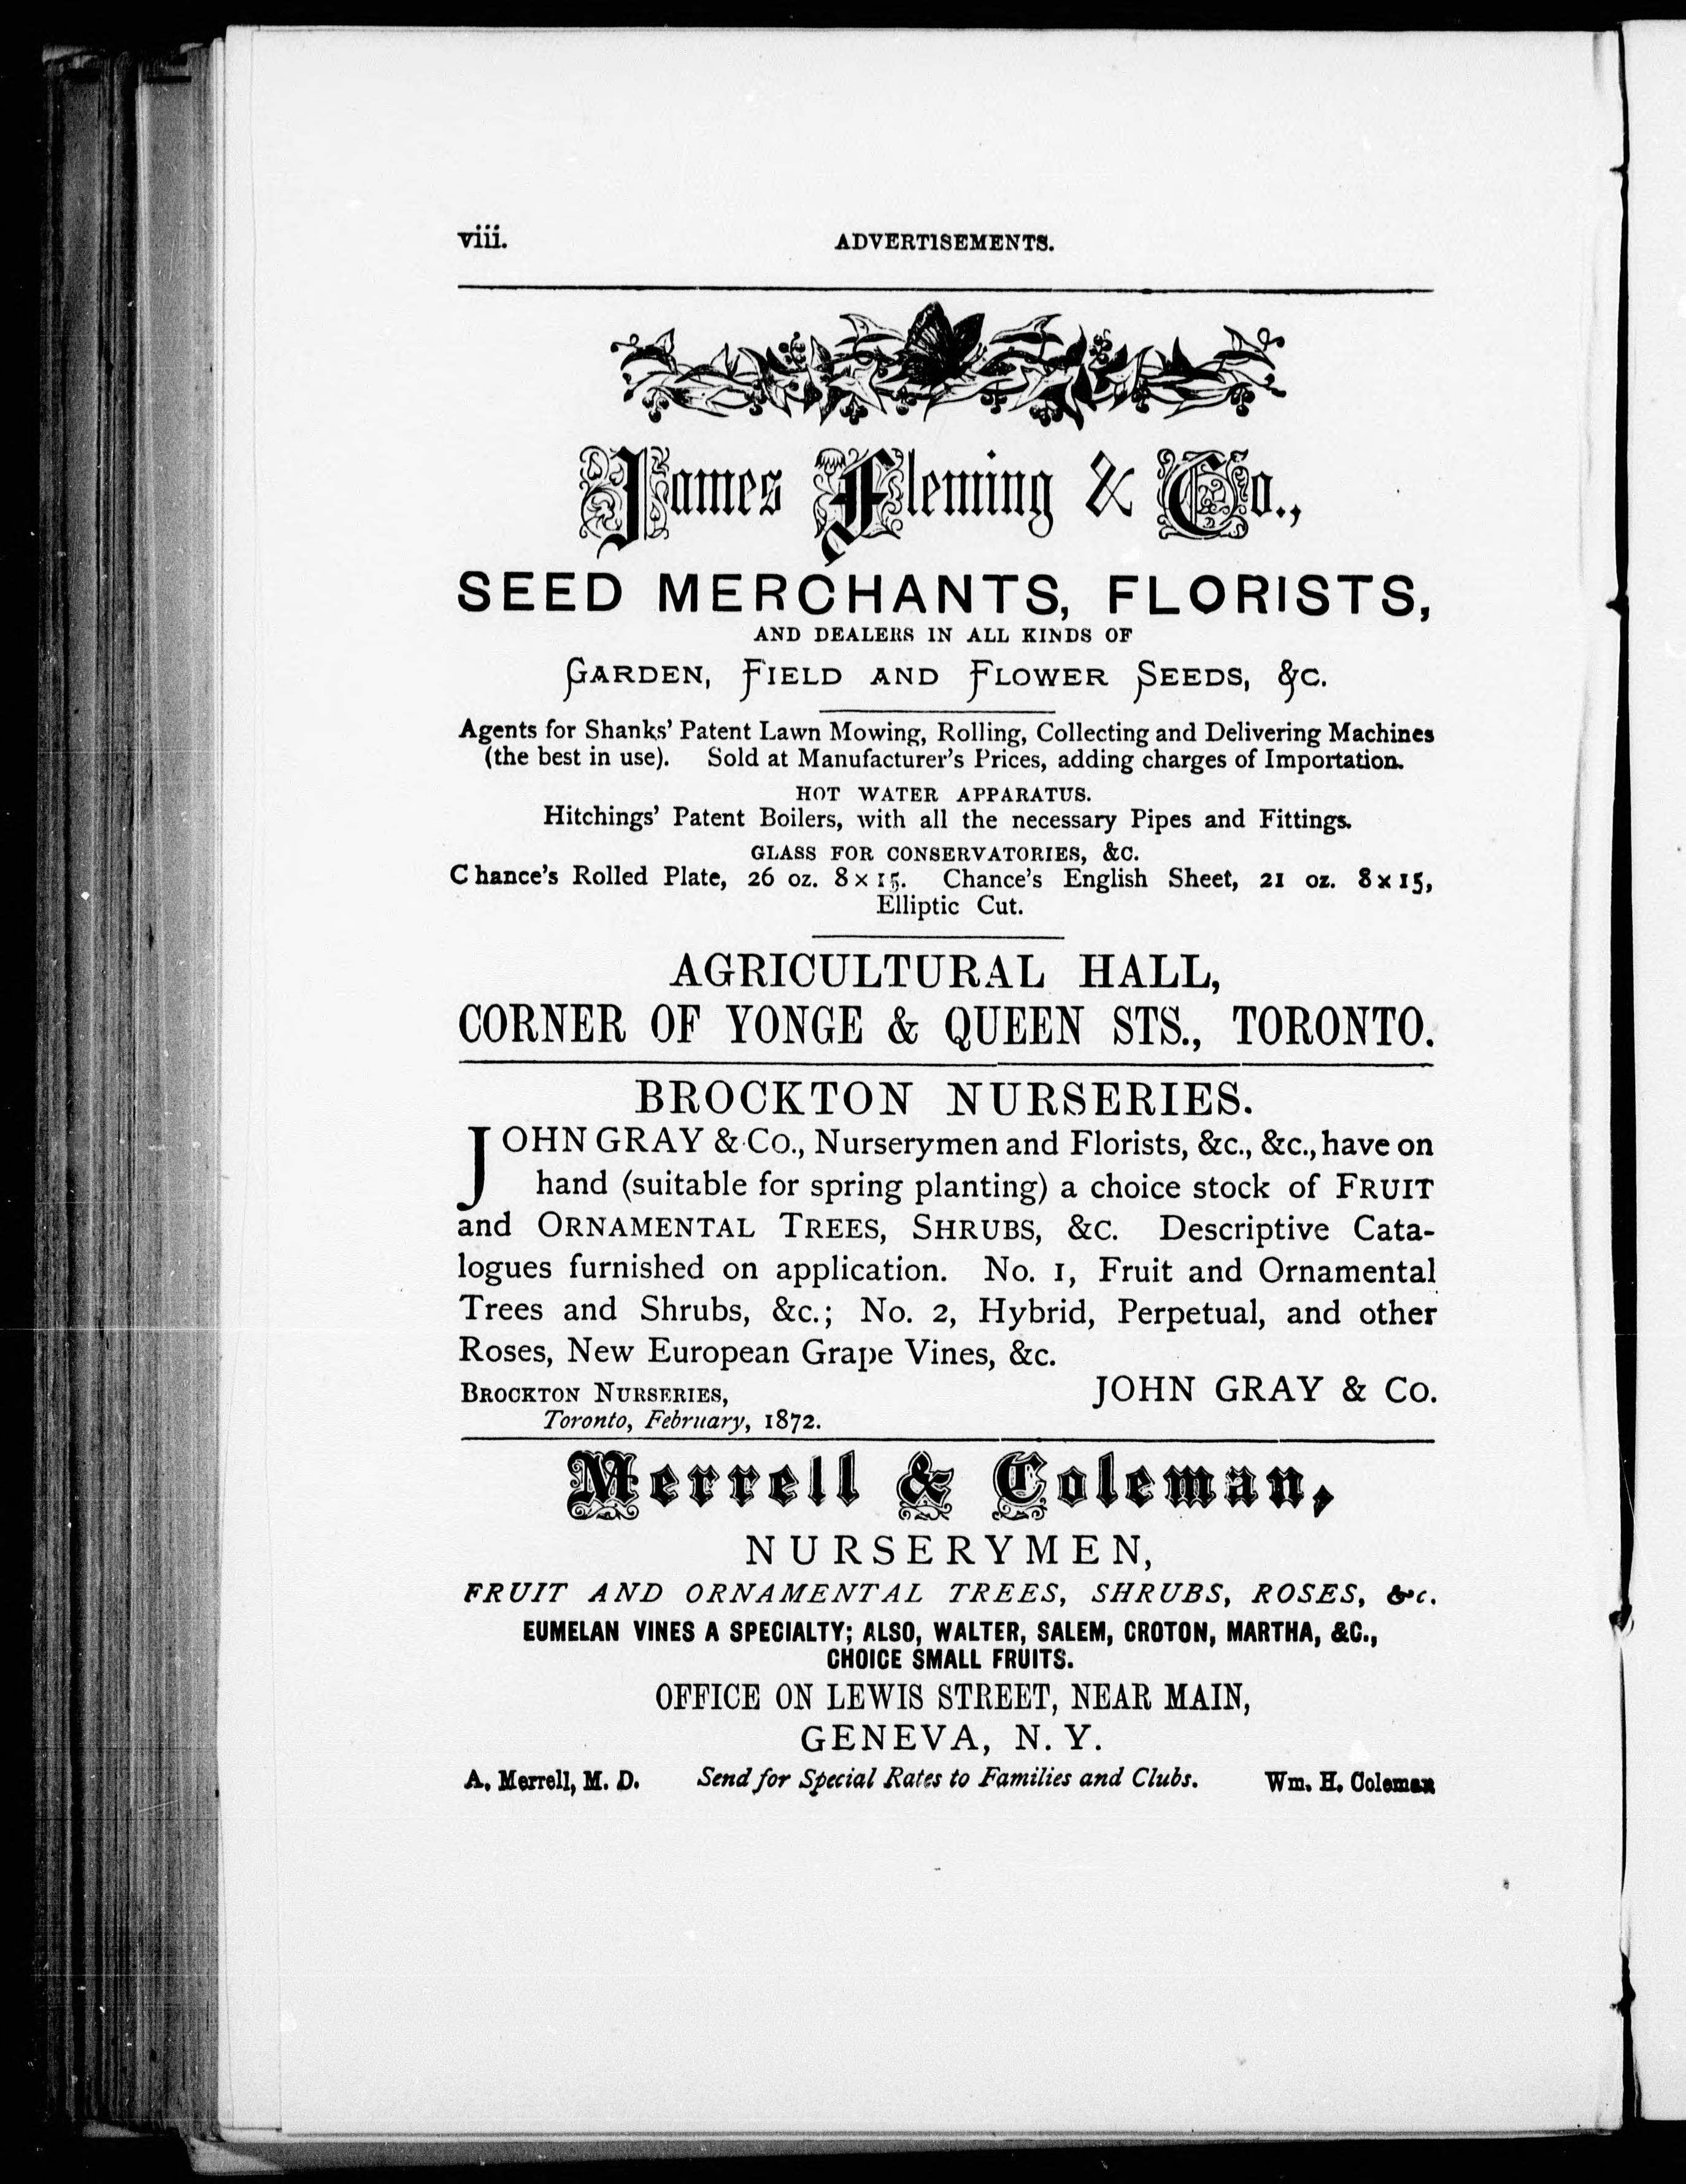 viii.
ADVERTISEMENTS.
James Fleming & Co.,
SEED MERCHANTS, FLORISTS,
AND DEALERS IN ALL KINDS OF
GARDEN, FIELD AND FLOWER SEEDS, &C.
Agents for Shanks' Patent Lawn Mowing, Rolling, Collecting and Delivering Machines
(the best in use). Sold at Manufacturer's Prices, adding charges of Importation.
HOT WATER APPARATUS.
Hitchings' Patent Boilers, with all the necessary Pipes and Fittings.
GLASS FOR CONSERVATORIES, &C.
Chance's Rolled Plate, 26 oz. 8 × 15. Chance's English Sheet, 21 oz. 8 × 15,
Elliptic Cut.
AGRICULTURAL HALL,
CORNER OF YONGE & QUEEN STS., TORONTO.
BROCKTON NURSERIES.
JOHN GRAY & Co., Nurserymen and Florists, &c., &c., have on
hand (suitable for spring planting) a choice stock of FRUIT
and ORNAMENTAL TREES, SHRUBS, &C. Descriptive Cata-
logues furnished on application. No. 1, Fruit and Ornamental
Trees and Shrubs, &c.; No. 2, Hybrid, Perpetual, and other
Roses, New European Grape Vines, &c.
JOHN GRAY & Co.
BROCKTON NURSERIES,
Toronto, February, 1872.
Merrell & Coleman,
NURSERYMEN,
FRUIT AND ORNAMENTAL TREES, SHRUBS, ROSES, &c.
EUMELAN VINES A SPECIALTY; ALSO, WALTER, SALEM, CROTON, MARTHA, &C.,
CHOICE SMALL FRUITS.
OFFICE ON LEWIS STREET, NEAR MAIN,
GENEVA, N. Y.
A. Merrell, M. D. Send for Special Rates to Families and Clubs. Wm. H. Coleman